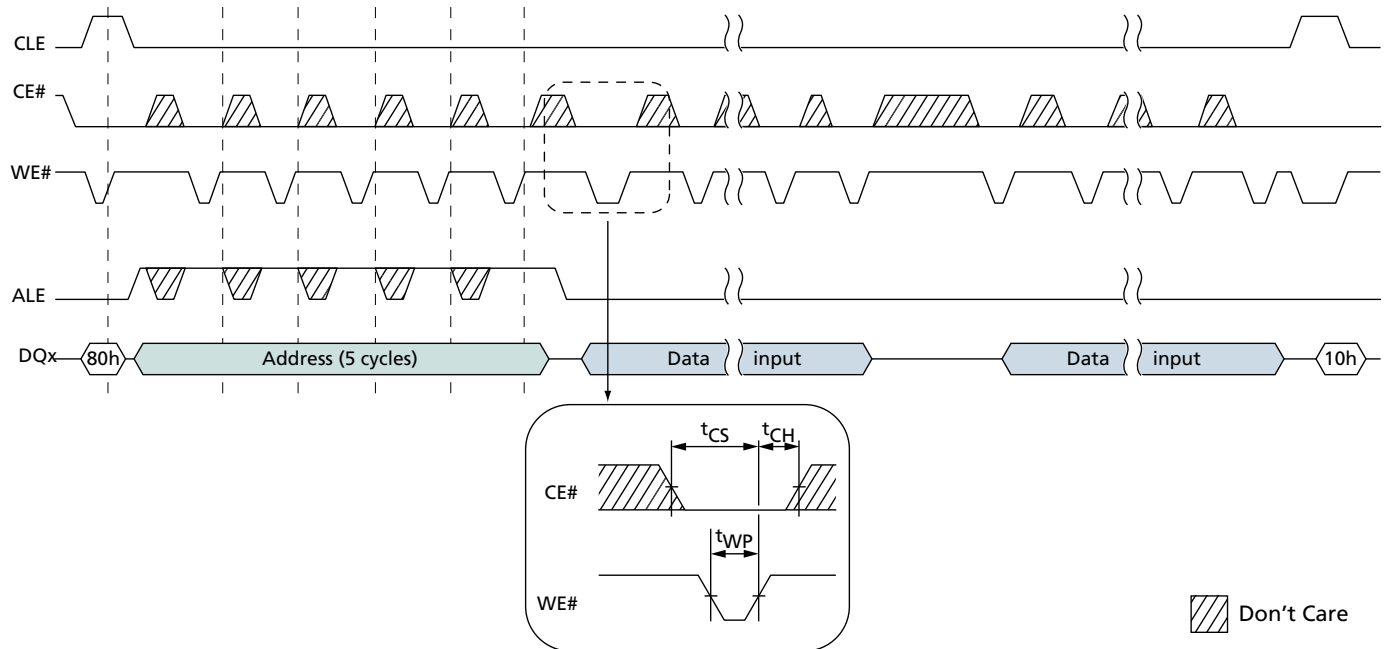 CLE
CE#
WE#
ALE
DQx
80h
Address (5 cycles)
Data input
Data input
10h
tCS
tCH
CE#
tWP
WE#
Don't Care